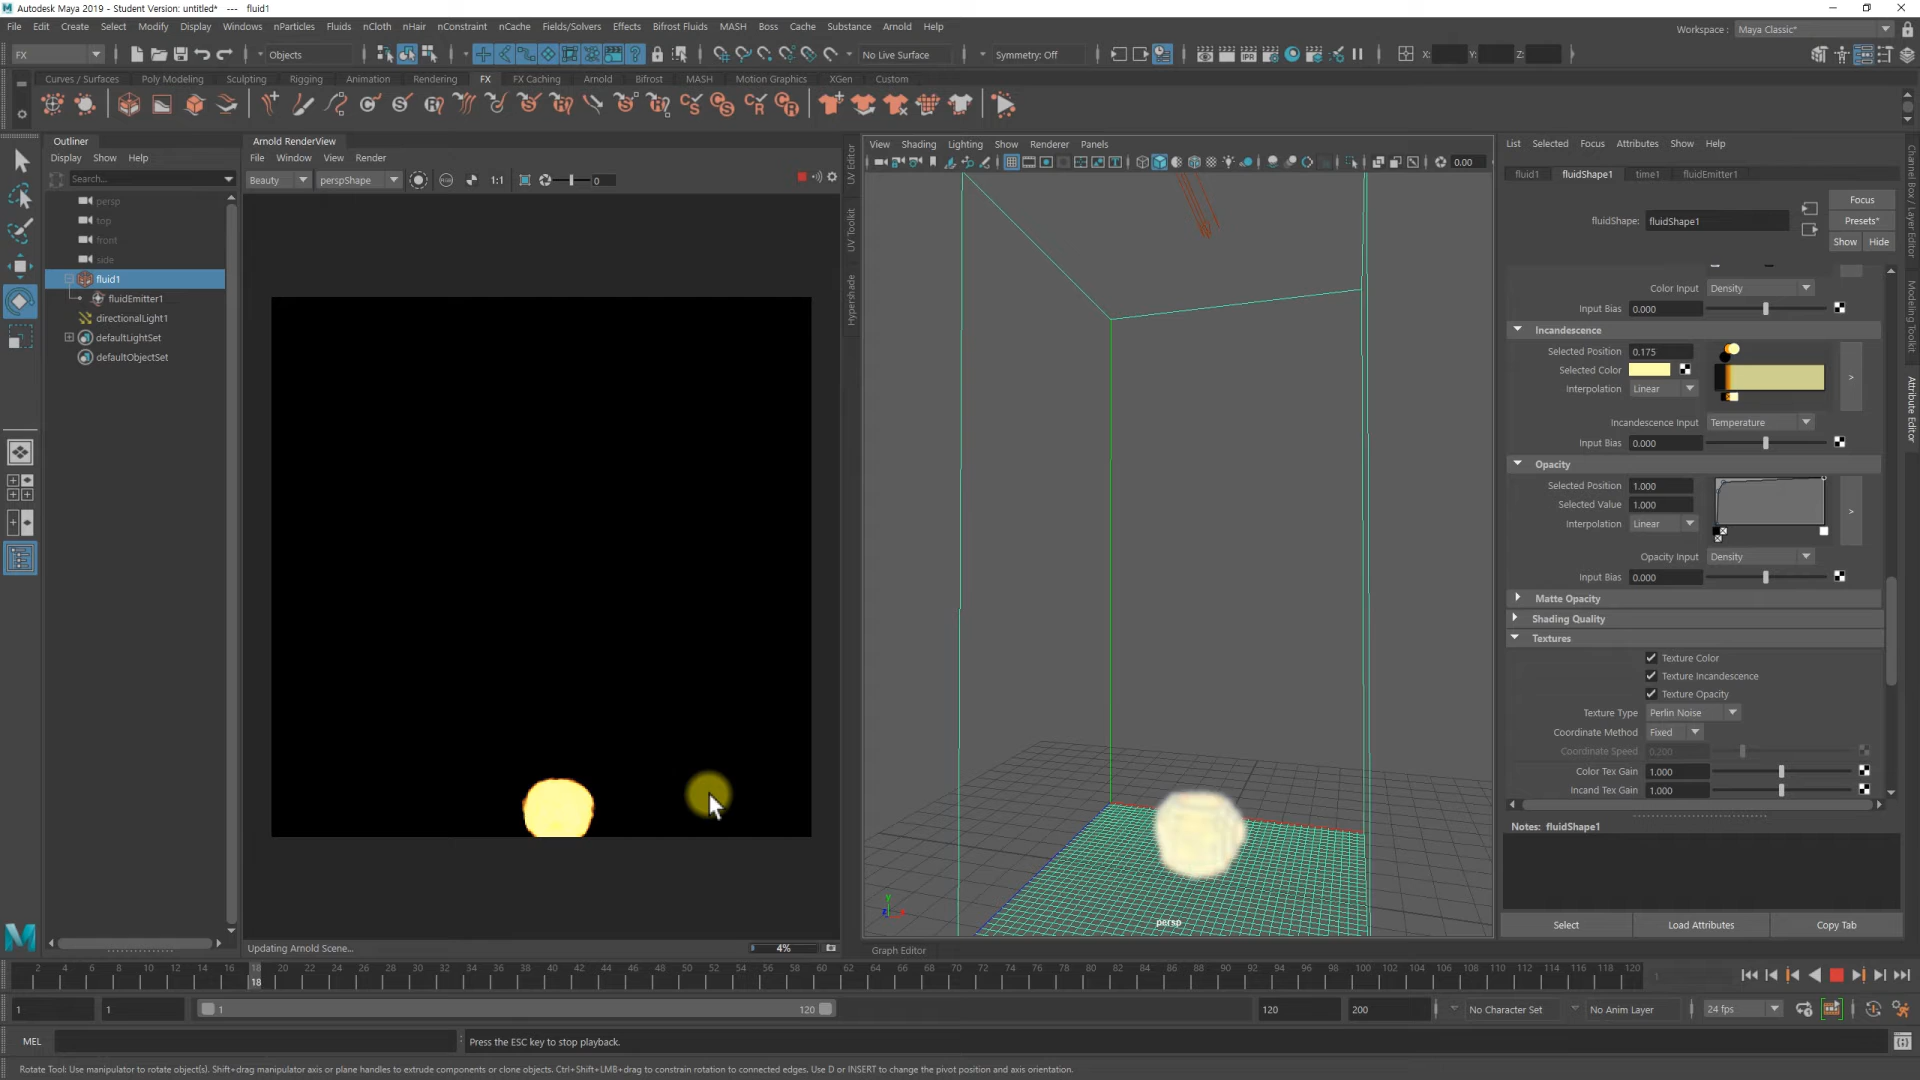 Autodesk Maya 2019 - Student Version: untitled*   ---   fluid1
File Edit Create Select Modify Display Windows nParticles Fluids nCloth nHair nConstraint nCache Fields/Solvers Effects Bifrost Fluids MASH Boss Cache Substance Arnold Help
Workspace : Maya Classic*
FX Objects No Live Surface Symmetry: Off X: Y: Z:
Curves / Surfaces Poly Modeling Sculpting Rigging Animation Rendering FX FX Caching Arnold Bifrost MASH Motion Graphics XGen Custom
Outliner
Display Show Help
Search...
persp
top
front
side
fluid1
fluidEmitter1
directionalLight1
defaultLightSet
defaultObjectSet
Arnold RenderView
File Window View Render
Beauty perspShape 1:1 0
Updating Arnold Scene... 4%
UV Editor
UV Toolkit
Hypershade
View Shading Lighting Show Renderer Panels
0.00
persp
Graph Editor
List Selected Focus Attributes Show Help
fluid1 fluidShape1 time1 fluidEmitter1
Focus
fluidShape: fluidShape1 Presets*
Show Hide
Color Input Density
Input Bias 0.000
Incandescence
Selected Position 0.175
Selected Color
Interpolation Linear
Incandescence Input Temperature
Input Bias 0.000
Opacity
Selected Position 1.000
Selected Value 1.000
Interpolation Linear
Opacity Input Density
Input Bias 0.000
Matte Opacity
Shading Quality
Textures
Texture Color
Texture Incandescence
Texture Opacity
Texture Type Perlin Noise
Coordinate Method Fixed
Coordinate Speed 0.200
Color Tex Gain 1.000
Incand Tex Gain 1.000
Notes: fluidShape1
Select Load Attributes Copy Tab
Channel Box / Layer Editor
Modeling Toolkit
Attribute Editor
2 4 6 8 10 12 14 16 18 20 22 24 26 28 30 32 34 36 38 40 42 44 46 48 50 52 54 56 58 60 62 64 66 68 70 72 74 76 78 80 82 84 86 88 90 92 94 96 98 100 102 104 106 108 110 112 114 116 118 120
18
1 1 1 120 120 200 No Character Set No Anim Layer 24 fps
MEL Press the ESC key to stop playback.
Rotate Tool: Use manipulator to rotate object(s). Shift+drag manipulator axis or plane handles to extrude components or clone objects. Ctrl+Shift+LMB+drag to constrain rotation to connected edges. Use D or INSERT to change the pivot position and axis orientation.